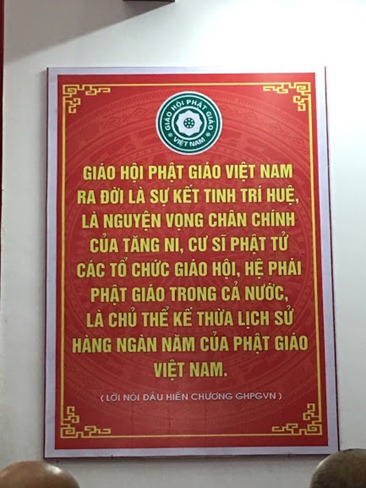 GIÁO HỘI PHẬT GIÁO
VIỆT NAM
GIÁO HỘI PHẬT GIÁO VIỆT NAM
RA ĐỜI LÀ SỰ KẾT TINH TRÍ HUỆ,
LÀ NGUYỆN VỌNG CHÂN CHÍNH
CỦA TĂNG NI, CƯ SĨ PHẬT TỬ
CÁC TỔ CHỨC GIÁO HỘI, HỆ PHÁI
PHẬT GIÁO TRONG CẢ NƯỚC,
LÀ CHỦ THỂ KẾ THỪA LỊCH SỬ
HÀNG NGÀN NĂM CỦA PHẬT GIÁO
VIỆT NAM.
( LỜI NÓI ĐẦU HIẾN CHƯƠNG GHPGVN )